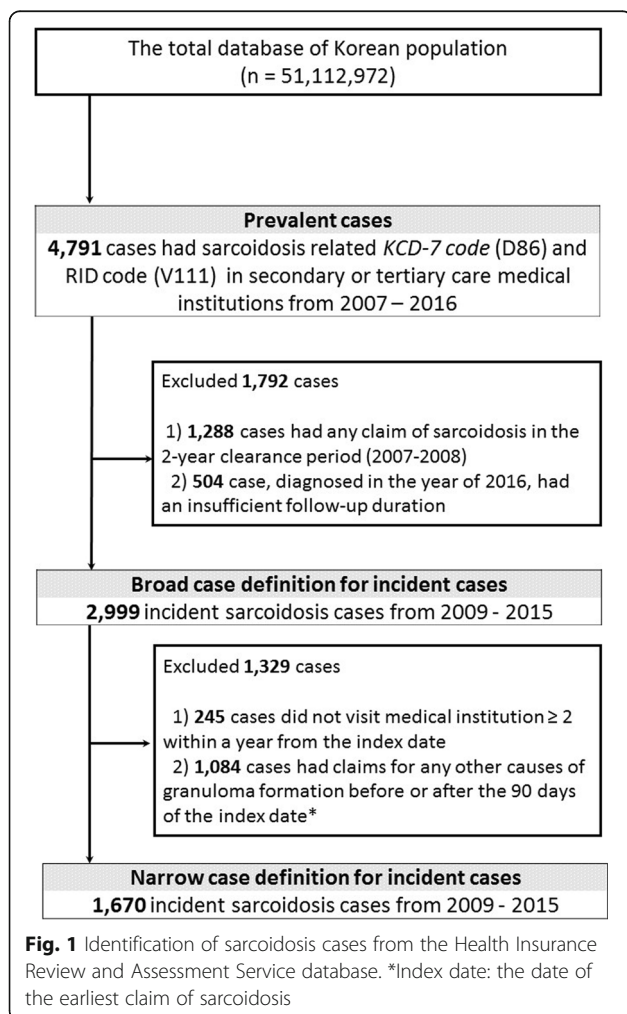 The total database of Korean population
(n = 51,112,972)
Prevalent cases
4,791 cases had sarcoidosis related KCD-7 code (D86) and
RID code (V111) in secondary or tertiary care medical
institutions from 2007 – 2016
Excluded 1,792 cases
1) 1,288 cases had any claim of sarcoidosis in the
2-year clearance period (2007-2008)
2) 504 case, diagnosed in the year of 2016, had
an insufficient follow-up duration
Broad case definition for incident cases
2,999 incident sarcoidosis cases from 2009 - 2015
Excluded 1,329 cases
1) 245 cases did not visit medical institution ≥ 2
within a year from the index date
2) 1,084 cases had claims for any other causes of
granuloma formation before or after the 90 days
of the index date*
Narrow case definition for incident cases
1,670 incident sarcoidosis cases from 2009 - 2015
Fig. 1 Identification of sarcoidosis cases from the Health Insurance
Review and Assessment Service database. *Index date: the date of
the earliest claim of sarcoidosis